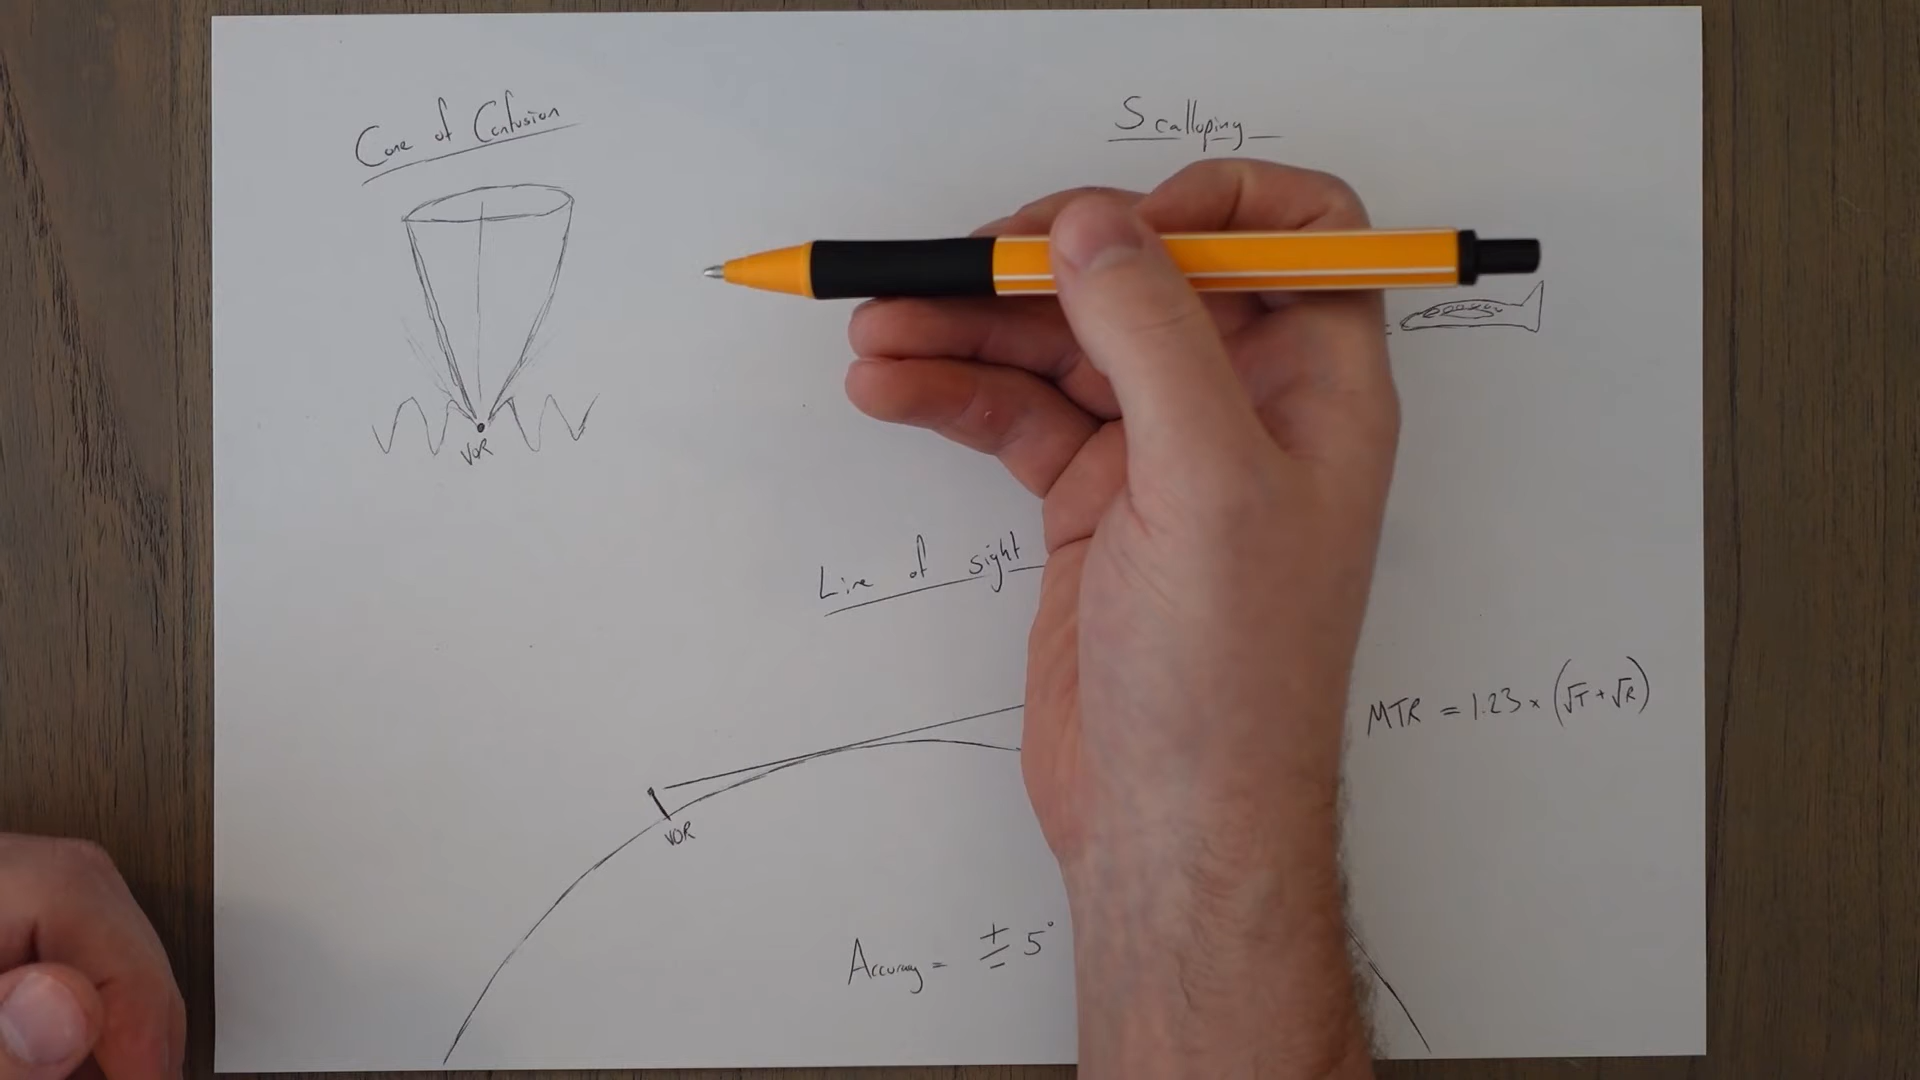 Cone of Confusion
Scalloping
VOR
Line of sight
MTR = 1.23 × (√T + √R)
VOR
Accuracy = ± 5°